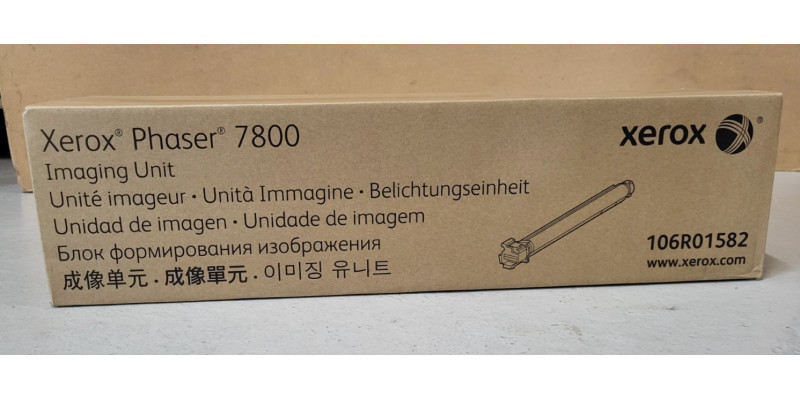 Xerox® Phaser® 7800
Imaging Unit
Unité imageur · Unità Immagine · Belichtungseinheit
Unidad de imagen · Unidade de imagem
Блок формирования изображения
成像单元 · 成像單元 · 이미징 유니트
xerox ®
106R01582
www.xerox.com